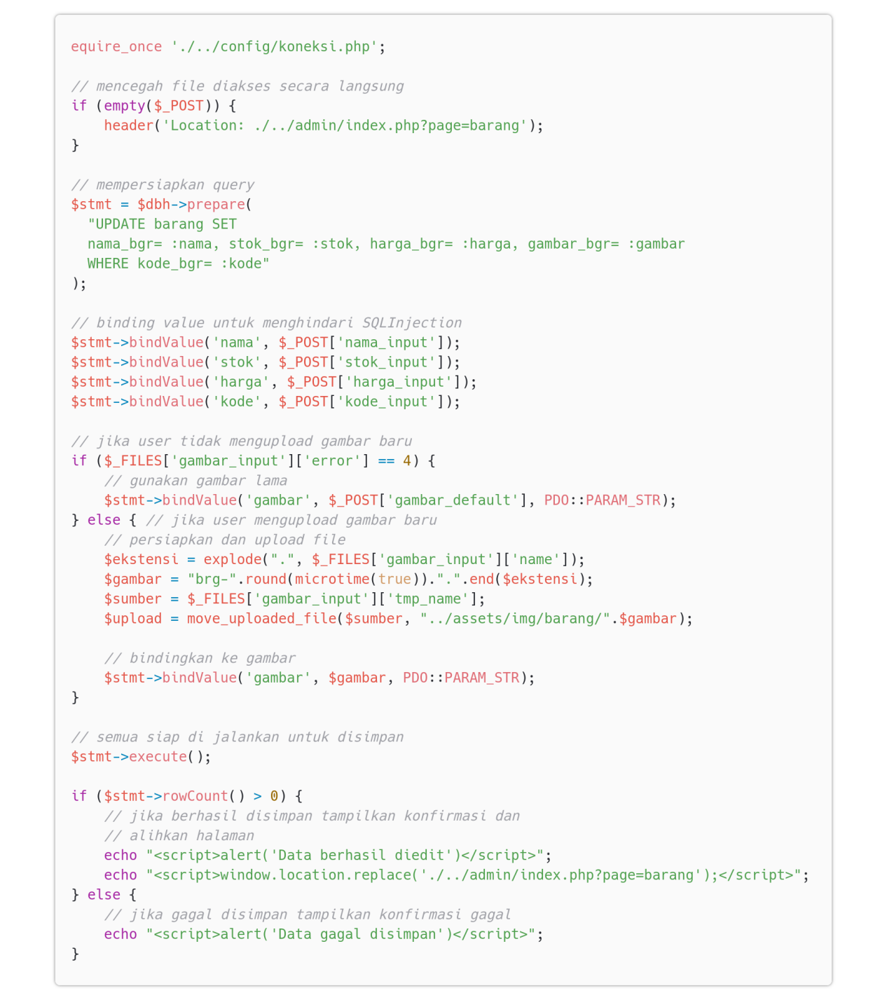 equire_once './../config/koneksi.php';
// mencegah file diakses secara langsung
if (empty($_POST)) {
    header('Location: ./../admin/index.php?page=barang');
}
// mempersiapkan query
$stmt = $dbh->prepare(
  "UPDATE barang SET
  nama_bgr= :nama, stok_bgr= :stok, harga_bgr= :harga, gambar_bgr= :gambar
  WHERE kode_bgr= :kode"
);
// binding value untuk menghindari SQLInjection
$stmt->bindValue('nama', $_POST['nama_input']);
$stmt->bindValue('stok', $_POST['stok_input']);
$stmt->bindValue('harga', $_POST['harga_input']);
$stmt->bindValue('kode', $_POST['kode_input']);
// jika user tidak mengupload gambar baru
if ($_FILES['gambar_input']['error'] == 4) {
    // gunakan gambar lama
    $stmt->bindValue('gambar', $_POST['gambar_default'], PDO::PARAM_STR);
} else { // jika user mengupload gambar baru
    // persiapkan dan upload file
    $ekstensi = explode(".", $_FILES['gambar_input']['name']);
    $gambar = "brg-".round(microtime(true)).".".end($ekstensi);
    $sumber = $_FILES['gambar_input']['tmp_name'];
    $upload = move_uploaded_file($sumber, "../assets/img/barang/".$gambar);
    // bindingkan ke gambar
    $stmt->bindValue('gambar', $gambar, PDO::PARAM_STR);
}
// semua siap di jalankan untuk disimpan
$stmt->execute();
if ($stmt->rowCount() > 0) {
    // jika berhasil disimpan tampilkan konfirmasi dan
    // alihkan halaman
    echo "<script>alert('Data berhasil diedit')</script>";
    echo "<script>window.location.replace('./../admin/index.php?page=barang');</script>";
} else {
    // jika gagal disimpan tampilkan konfirmasi gagal
    echo "<script>alert('Data gagal disimpan')</script>";
}